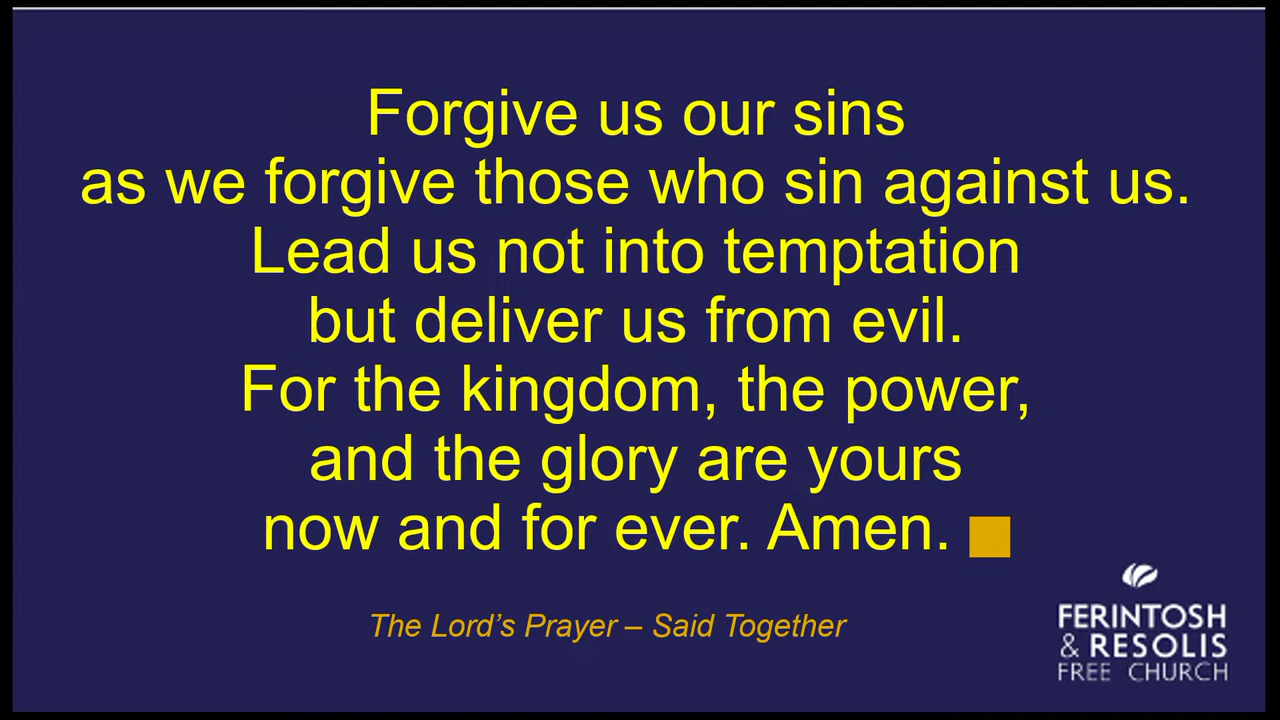 Forgive us our sins
as we forgive those who sin against us.
Lead us not into temptation
but deliver us from evil.
For the kingdom, the power,
and the glory are yours
now and for ever. Amen.
The Lord’s Prayer – Said Together
FERINTOSH
& RESOLIS
FREE CHURCH